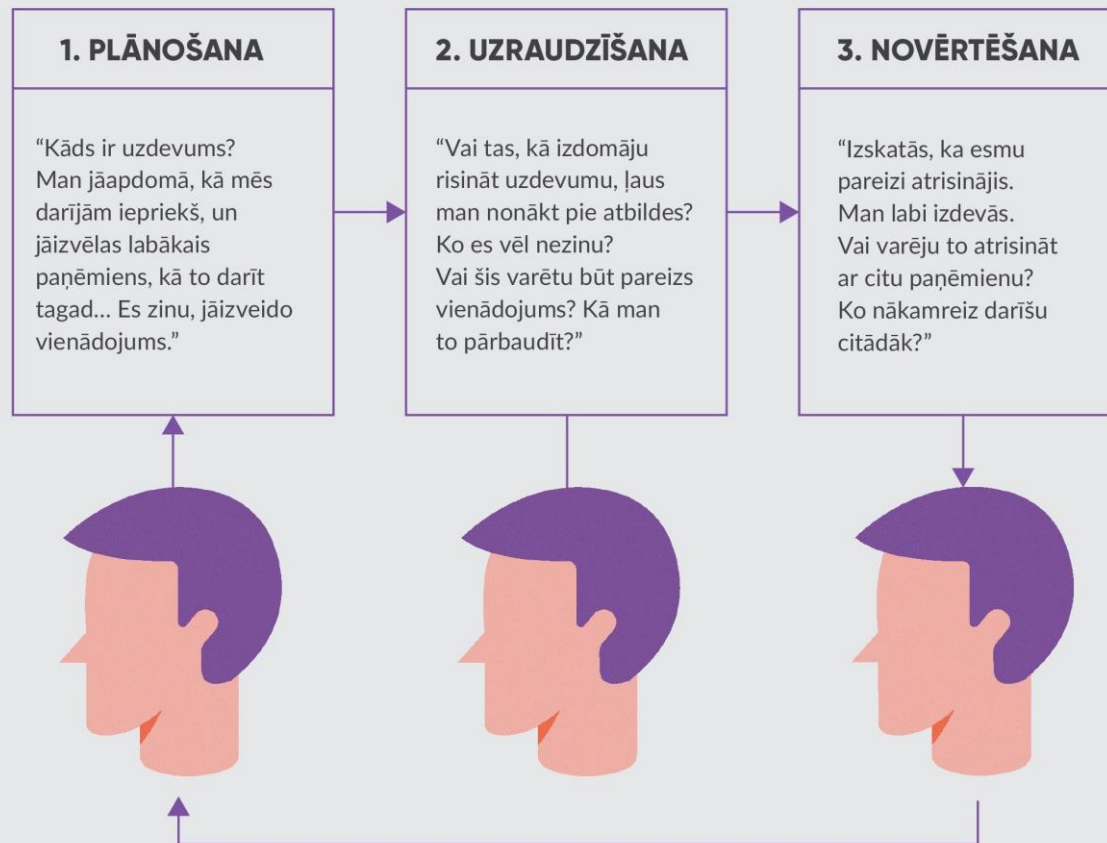 1. PLĀNOŠANA
“Kāds ir uzdevums?
Man jāapdomā, kā mēs
darījām iepriekš, un
jāizvēlas labākais
paņēmiens, kā to darīt
tagad... Es zinu, jāizveido
vienādojums.”
2. UZRAUDZĪŠANA
“Vai tas, kā izdomāju
risināt uzdevumu, ļaus
man nonākt pie atbildes?
Ko es vēl nezinu?
Vai šis varētu būt pareizs
vienādojums? Kā man
to pārbaudīt?”
3. NOVĒRTĒŠANA
“Izskatās, ka esmu
pareizi atrisinājis.
Man labi izdevās.
Vai varēju to atrisināt
ar citu paņēmienu?
Ko nākamreiz darīšu
citādāk?”